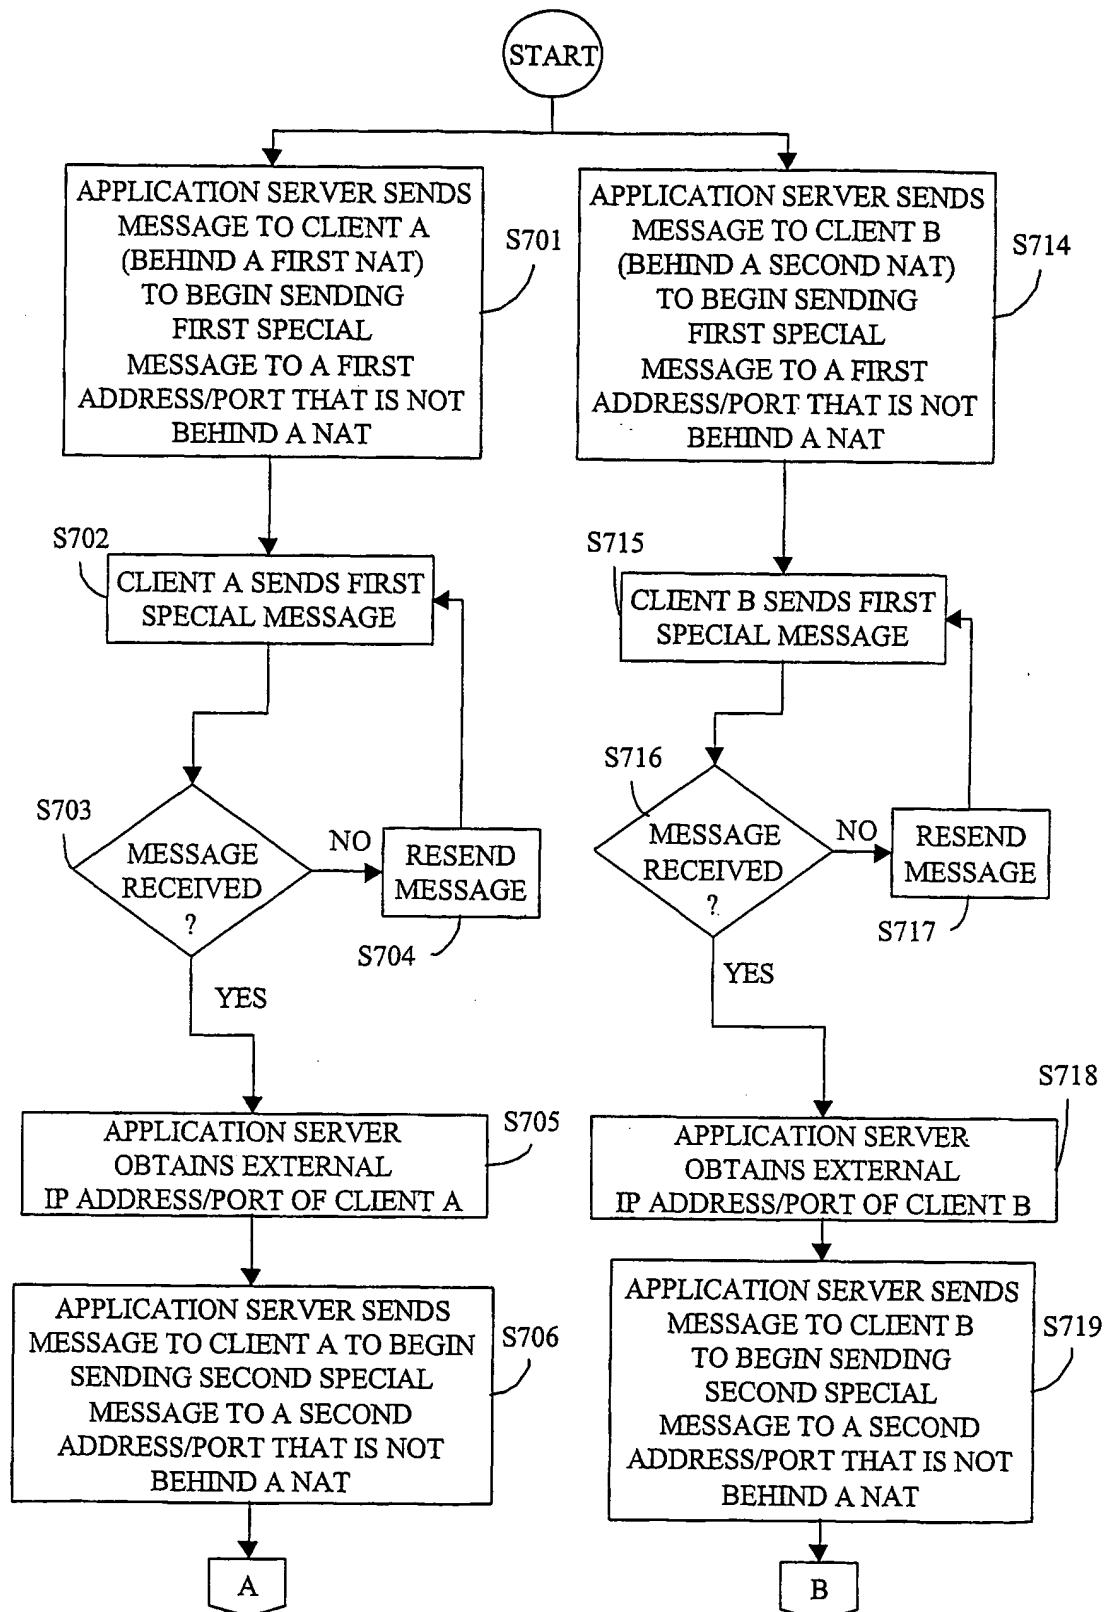 START
APPLICATION SERVER SENDS
MESSAGE TO CLIENT A
(BEHIND A FIRST NAT)
TO BEGIN SENDING
FIRST SPECIAL
MESSAGE TO A FIRST
ADDRESS/PORT THAT IS NOT
BEHIND A NAT
S701
S702
CLIENT A SENDS FIRST
SPECIAL MESSAGE
S703
MESSAGE
RECEIVED
?
NO
RESEND
MESSAGE
S704
YES
APPLICATION SERVER
OBTAINS EXTERNAL
IP ADDRESS/PORT OF CLIENT A
S705
APPLICATION SERVER SENDS
MESSAGE TO CLIENT A TO BEGIN
SENDING SECOND SPECIAL
MESSAGE TO A SECOND
ADDRESS/PORT THAT IS NOT
BEHIND A NAT
S706
A
APPLICATION SERVER SENDS
MESSAGE TO CLIENT B
(BEHIND A SECOND NAT)
TO BEGIN SENDING
FIRST SPECIAL
MESSAGE TO A FIRST
ADDRESS/PORT THAT IS NOT
BEHIND A NAT
S714
S715
CLIENT B SENDS FIRST
SPECIAL MESSAGE
S716
MESSAGE
RECEIVED
?
NO
RESEND
MESSAGE
S717
YES
S718
APPLICATION SERVER
OBTAINS EXTERNAL
IP ADDRESS/PORT OF CLIENT B
APPLICATION SERVER SENDS
MESSAGE TO CLIENT B
TO BEGIN SENDING
SECOND SPECIAL
MESSAGE TO A SECOND
ADDRESS/PORT THAT IS NOT
BEHIND A NAT
S719
B